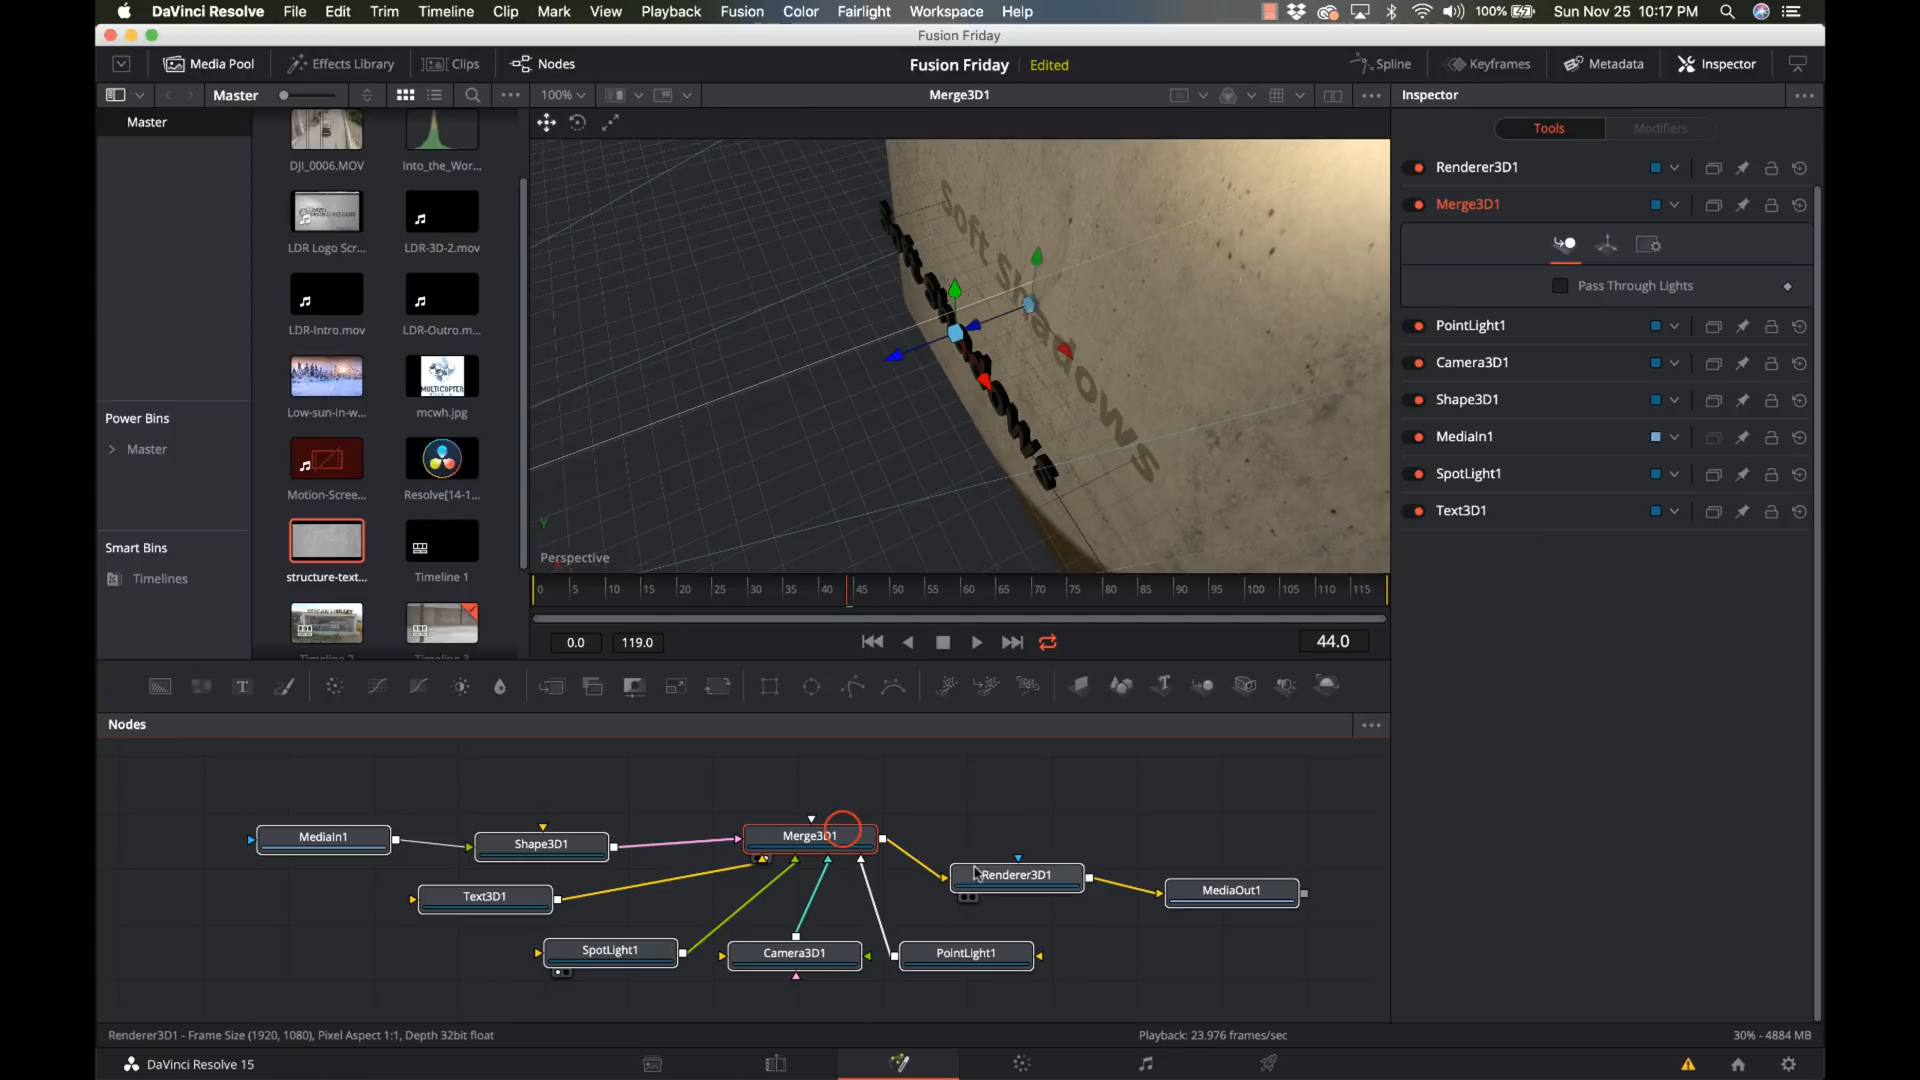 DaVinci Resolve File Edit Trim Timeline Clip Mark View Playback Fusion Color Fairlight Workspace Help 100% Sun Nov 25 10:17 PM
Fusion Friday
Media Pool Effects Library Clips Nodes Fusion Friday Edited Spline Keyframes Metadata Inspector
Master 100% Merge3D1 Inspector
Master
Tools Modifiers
DJI_0006.MOV Into_the_Wor...
Renderer3D1
Merge3D1
LDR Logo Scr... LDR-3D-2.mov
Pass Through Lights
LDR-Intro.mov LDR-Outro.m...
PointLight1
Camera3D1
Shape3D1
MediaIn1
SpotLight1
Text3D1
MULTICOPTER
Low-sun-in-w... mcwh.jpg
Power Bins
Master
Motion-Scree... Resolve[14-1...
Smart Bins
Timelines
structure-text... Timeline 1
Soft Shadows
Soft Shadows
Y
Perspective
0 5 10 15 20 25 30 35 40 45 50 55 60 65 70 75 80 85 90 95 100 105 110 115
0.0 119.0 44.0
Nodes
MediaIn1 Shape3D1 Merge3D1
Renderer3D1
Text3D1 MediaOut1
SpotLight1 Camera3D1 PointLight1
Renderer3D1 - Frame Size (1920, 1080), Pixel Aspect 1:1, Depth 32bit float Playback: 23.976 frames/sec 30% - 4884 MB
DaVinci Resolve 15